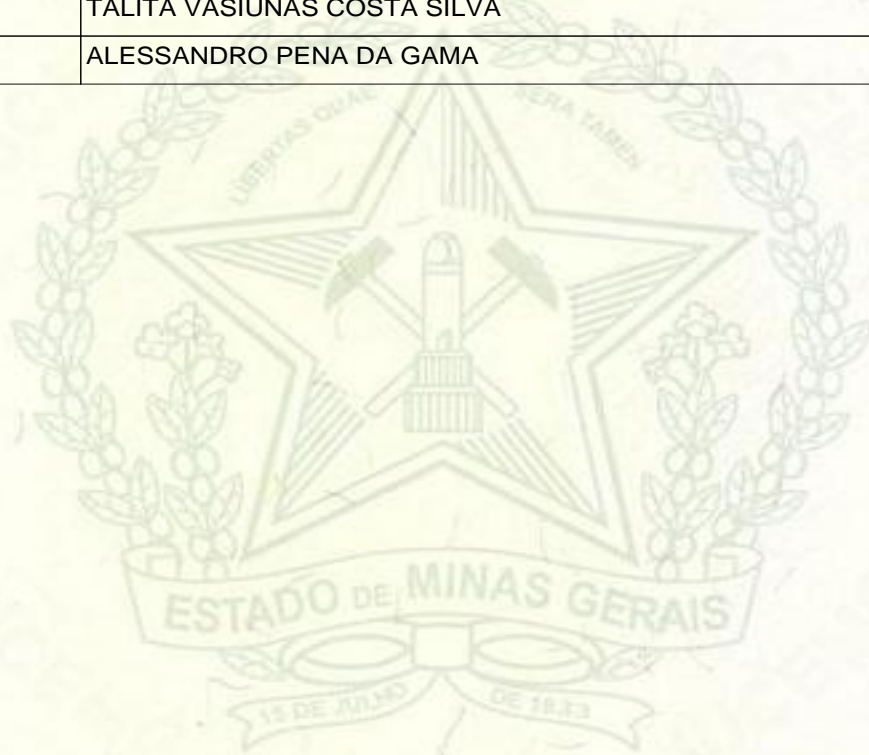 TALITA VASIUNAS COSTA SILVA
ALESSANDRO PENA DA GAMA
LIBERTAS QUAE SERA TAMEN
ESTADO DE MINAS GERAIS
15 DE JULHO DE 1833